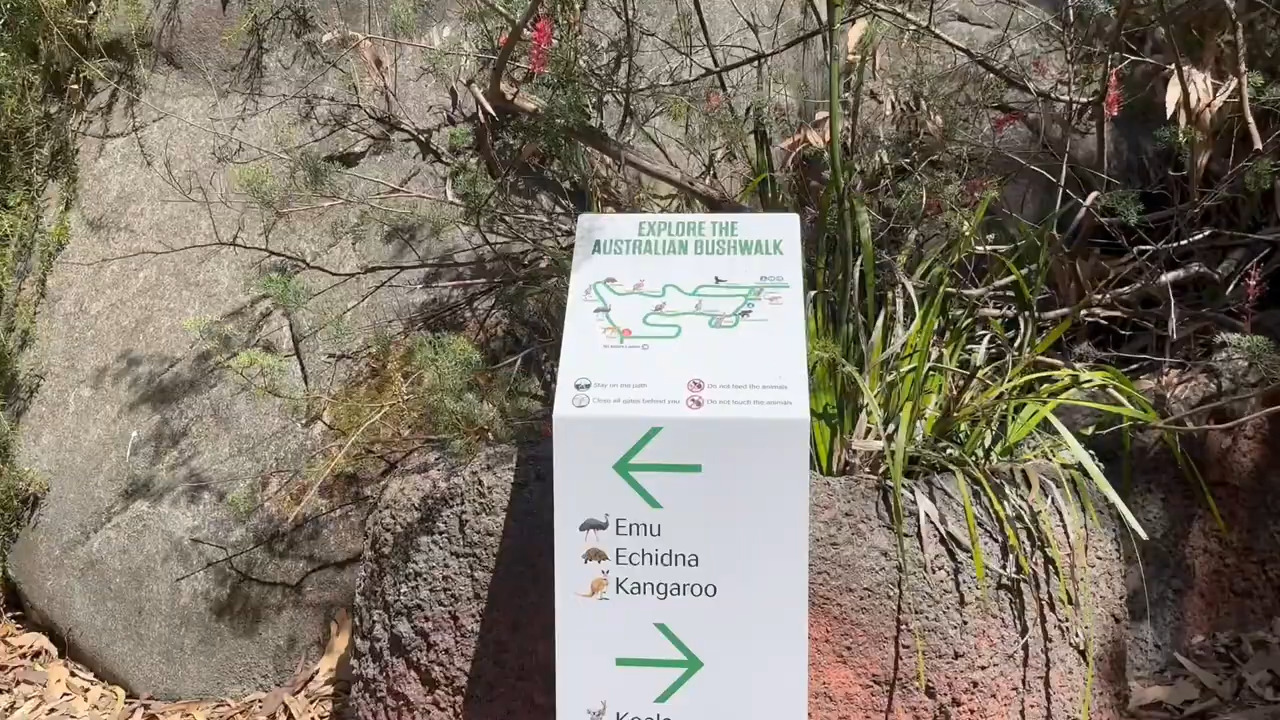 EXPLORE THE
AUSTRALIAN BUSHWALK
Stay on the path
Do not feed the animals
Close all gates behind you
Do not touch the animals
Emu
Echidna
Kangaroo
Koala